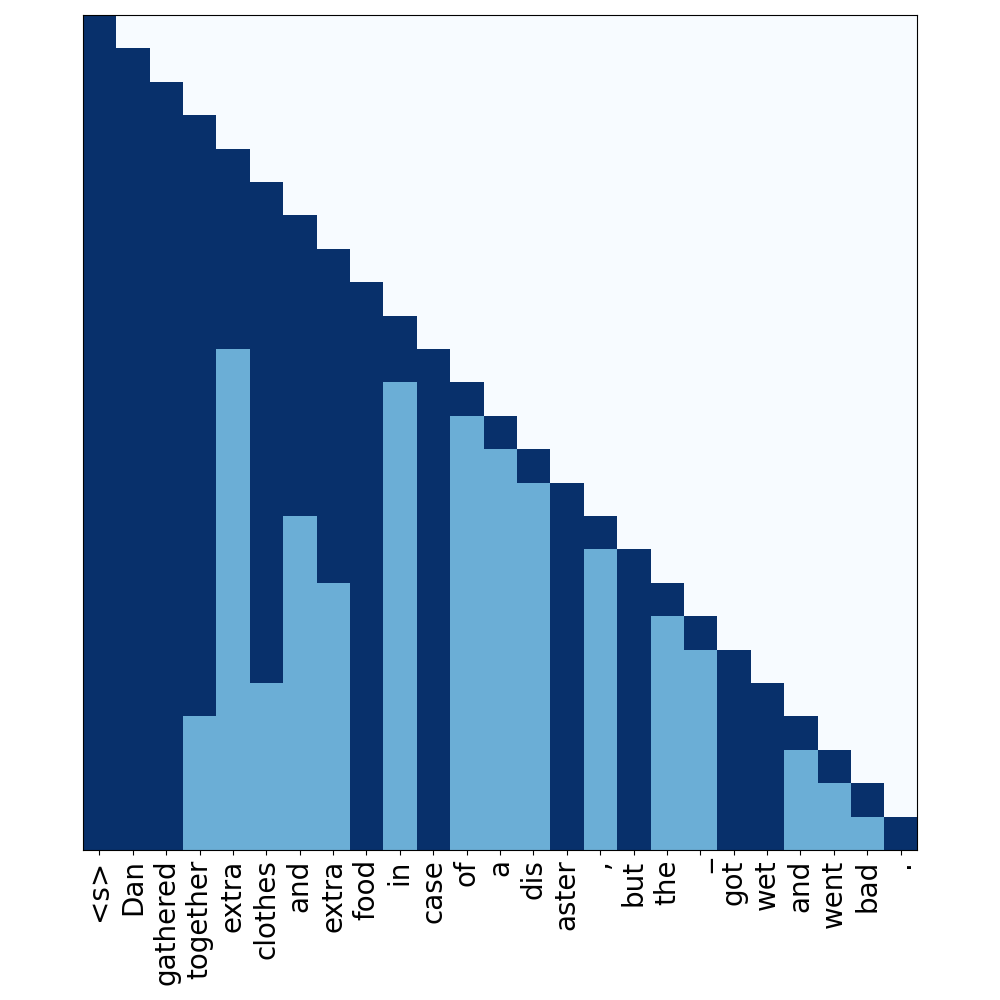 <s>
Dan
gathered
together
extra
clothes
and
extra
food
in
case
of
a
dis
aster
,
but
the
_
got
wet
and
went
bad
.